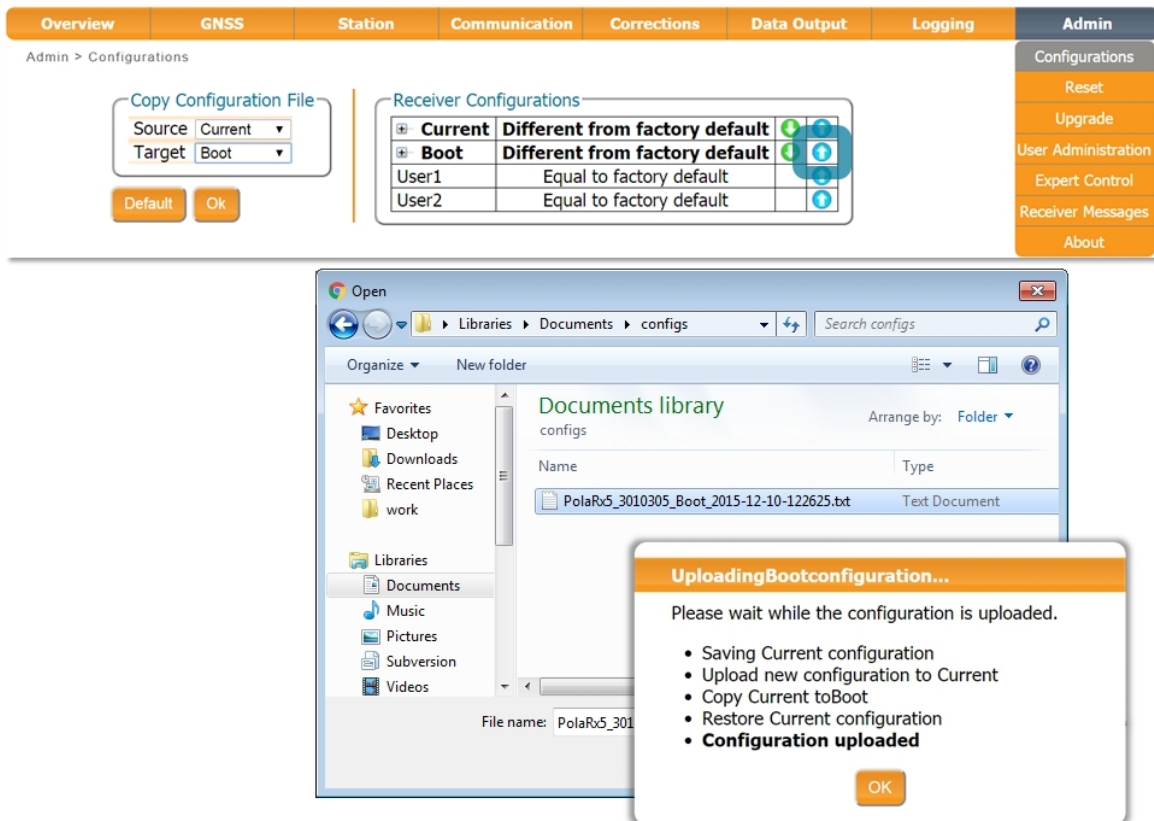 Overview GNSS Station Communication Corrections Data Output Logging Admin
Admin > Configurations
Configurations
Reset
Upgrade
User Administration
Expert Control
Receiver Messages
About
Copy Configuration File
Source Current
Target Boot
Default Ok
Receiver Configurations
Current Different from factory default
Boot Different from factory default
User1 Equal to factory default
User2 Equal to factory default
Open
Libraries Documents configs
Search configs
Organize New folder
Favorites
Desktop
Downloads
Recent Places
work
Libraries
Documents
Music
Pictures
Subversion
Videos
Documents library
configs
Arrange by: Folder
Name Type
PolaRx5_3010305_Boot_2015-12-10-122625.txt Text Document
File name: PolaRx5_301
UploadingBootconfiguration...
Please wait while the configuration is uploaded.
• Saving Current configuration
• Upload new configuration to Current
• Copy Current toBoot
• Restore Current configuration
• Configuration uploaded
OK